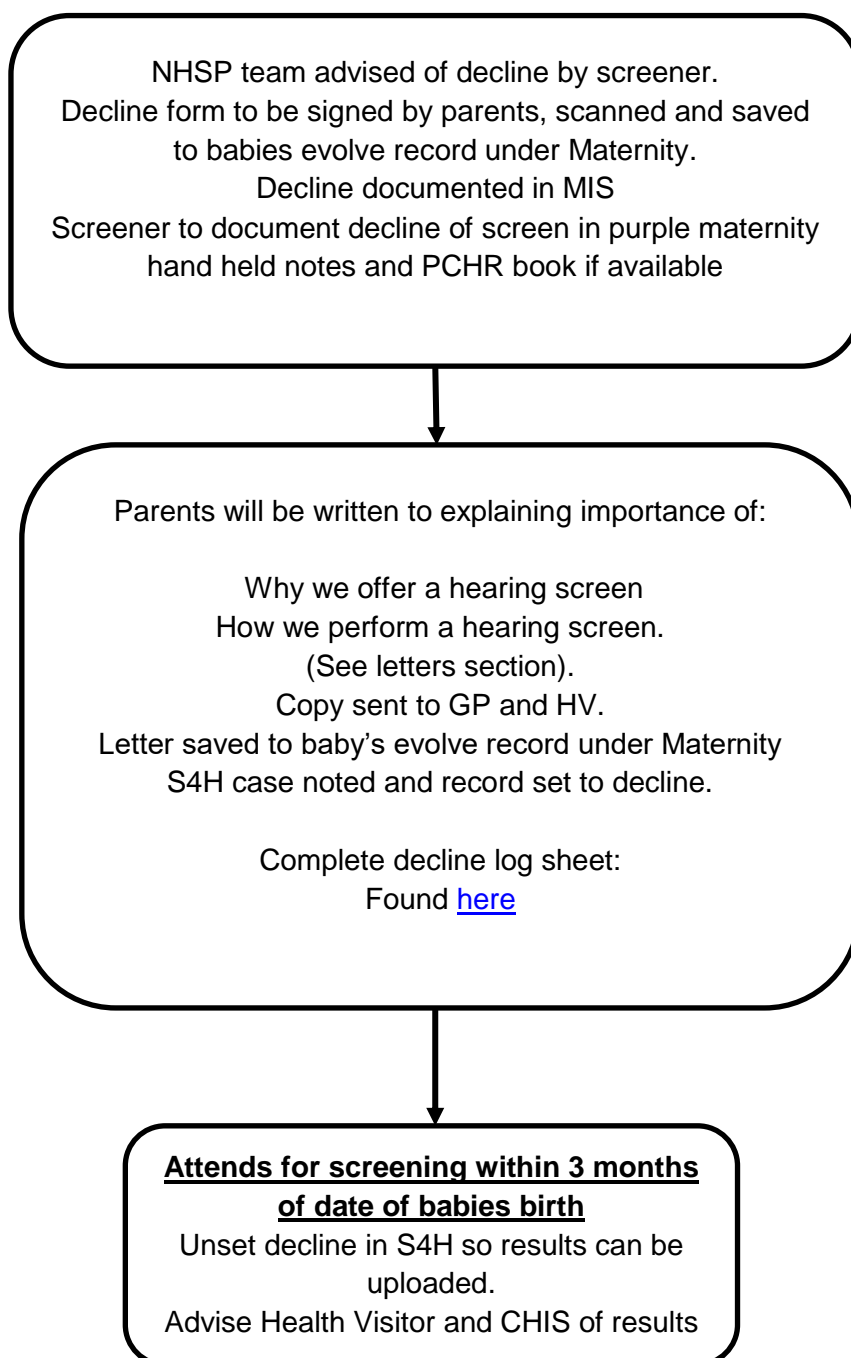 NHSP team advised of decline by screener.
Decline form to be signed by parents, scanned and saved
to babies evolve record under Maternity.
Decline documented in MIS
Screener to document decline of screen in purple maternity
hand held notes and PCHR book if available
Parents will be written to explaining importance of:
Why we offer a hearing screen
How we perform a hearing screen.
(See letters section).
Copy sent to GP and HV.
Letter saved to baby's evolve record under Maternity
S4H case noted and record set to decline.
Complete decline log sheet:
Found here
Attends for screening within 3 months
of date of babies birth
Unset decline in S4H so results can be
uploaded.
Advise Health Visitor and CHIS of results